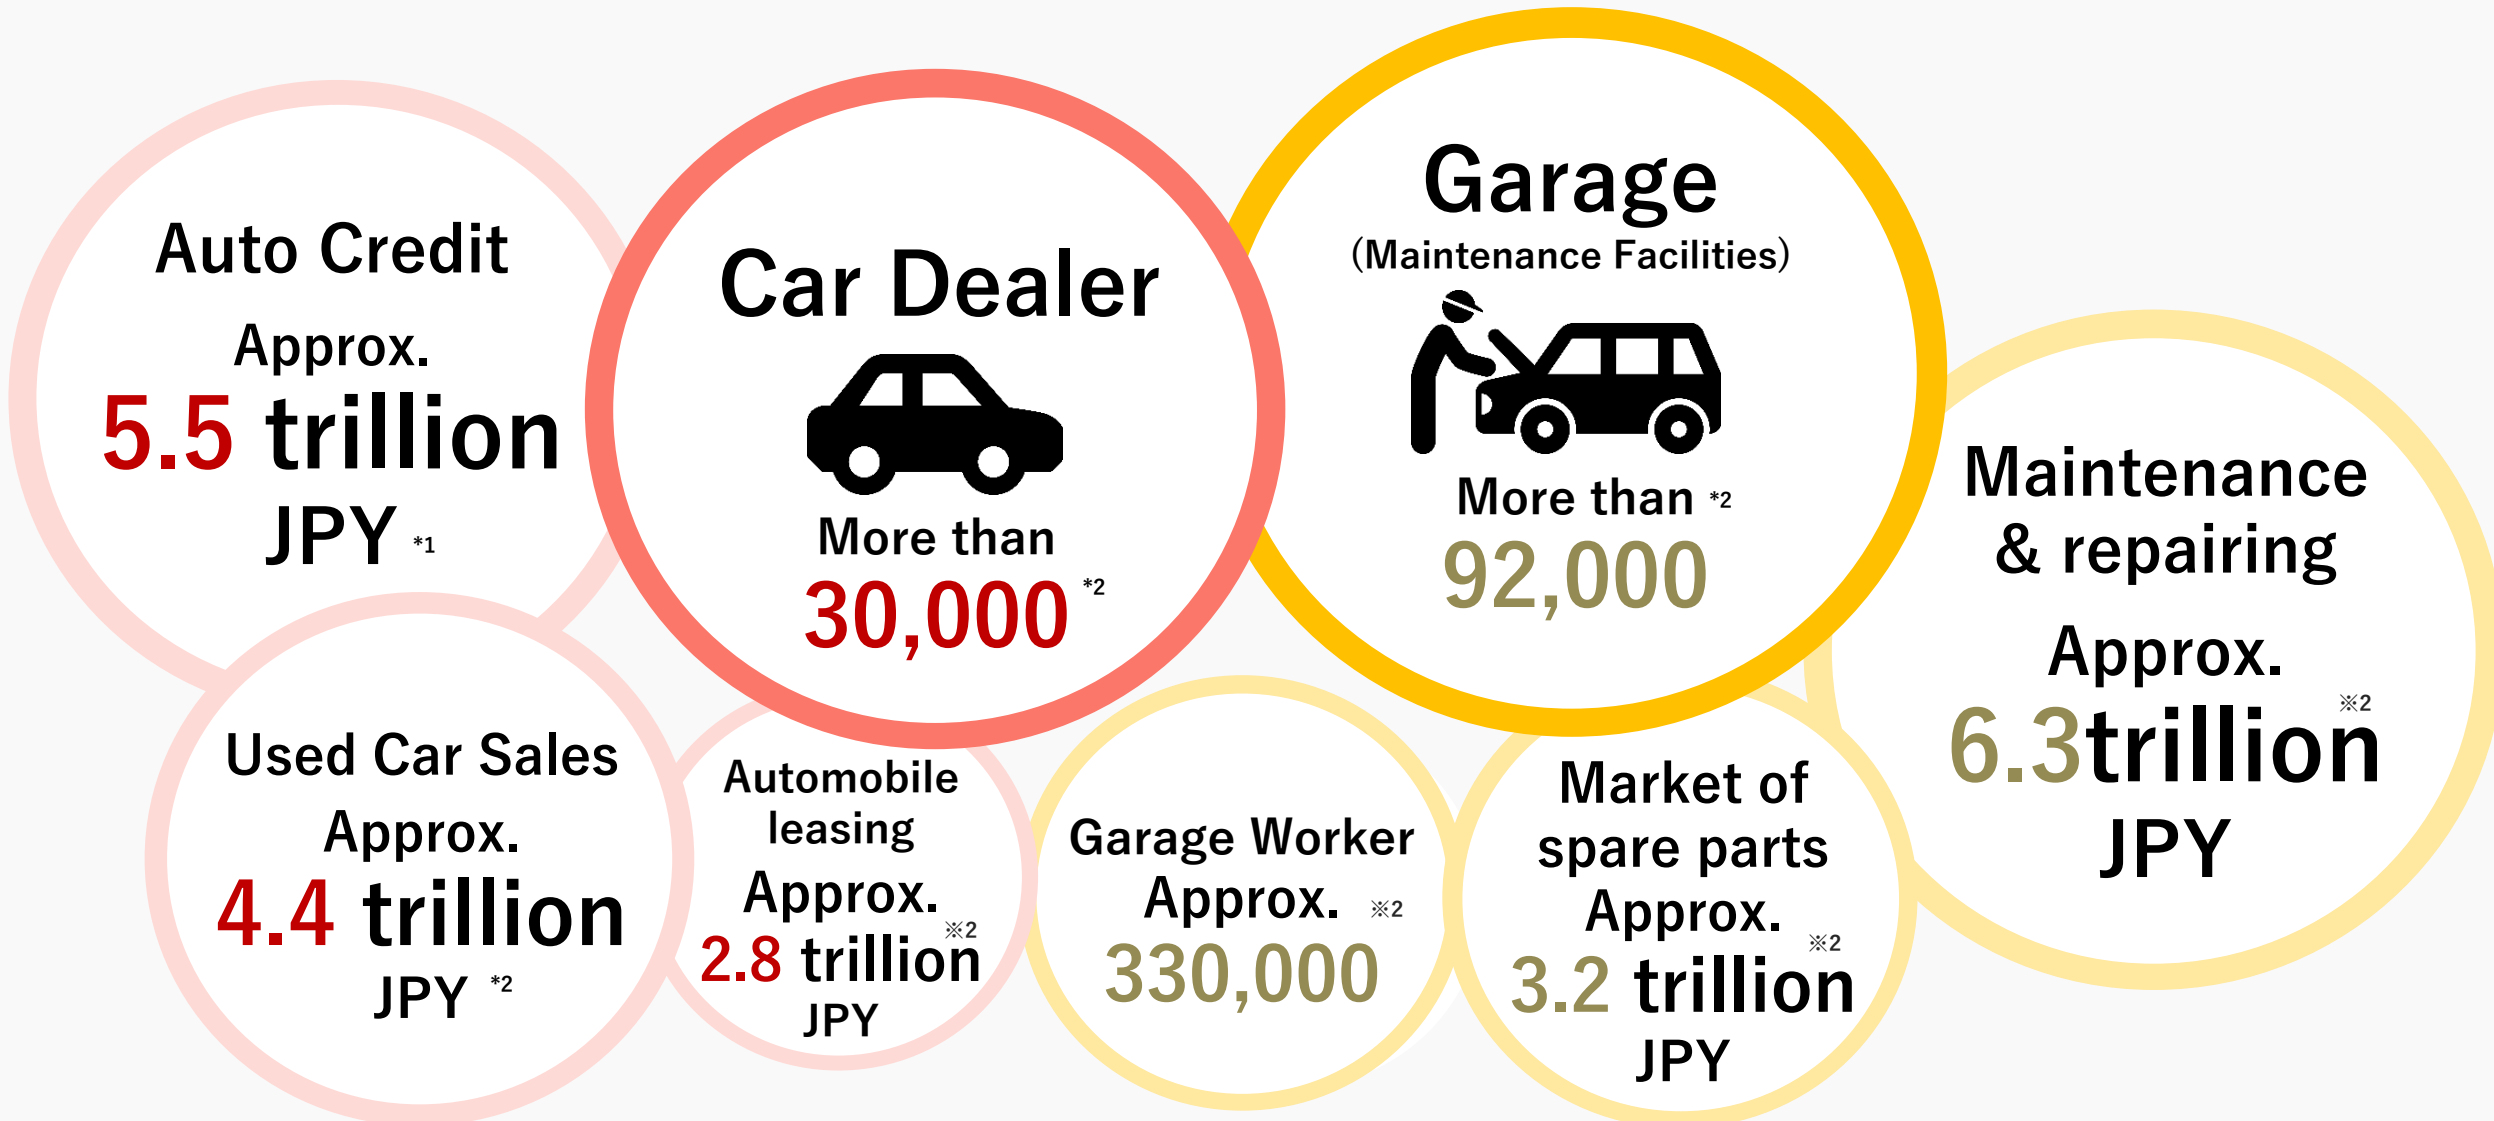 Auto Credit
Approx.
5.5 trillion
JPY *1
Car Dealer
More than
30,000 *2
Garage
(Maintenance Facilities)
More than *2
92,000
Maintenance
& repairing
Approx.
※2
6.3trillion
JPY
Used Car Sales
Approx.
4.4 trillion
JPY *2
Automobile
leasing
Approx.
※2
2.8 trillion
JPY
Garage Worker
Approx. ※2
330,000
Market of
spare parts
Approx.
※2
3.2 trillion
JPY